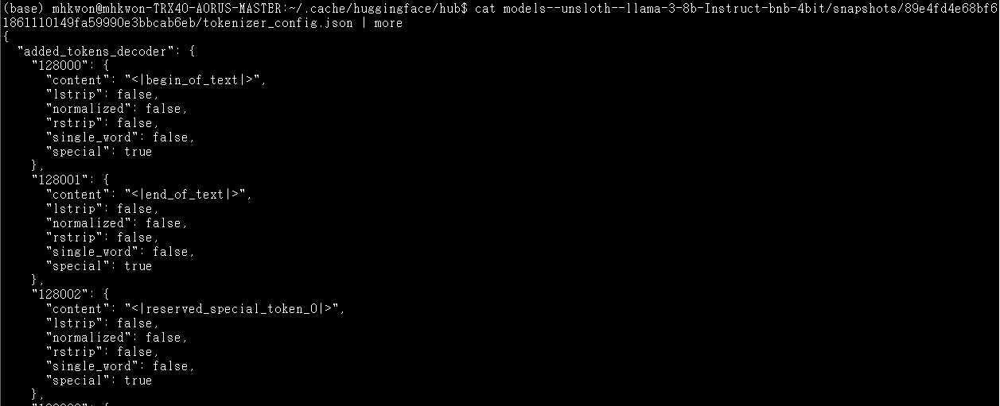 (base) mhkwon@mhkwon-TRX40-AORUS-MASTER:~/.cache/huggingface/hub$ cat models--unsloth--llama-3-8b-Instruct-bnb-4bit/snapshots/89e4fd4e68bf6
1861110149fa59990e3bbcab6eb/tokenizer_config.json | more
{
  "added_tokens_decoder": {
    "128000": {
      "content": "<|begin_of_text|>",
      "lstrip": false,
      "normalized": false,
      "rstrip": false,
      "single_word": false,
      "special": true
    },
    "128001": {
      "content": "<|end_of_text|>",
      "lstrip": false,
      "normalized": false,
      "rstrip": false,
      "single_word": false,
      "special": true
    },
    "128002": {
      "content": "<|reserved_special_token_0|>",
      "lstrip": false,
      "normalized": false,
      "rstrip": false,
      "single_word": false,
      "special": true
    },